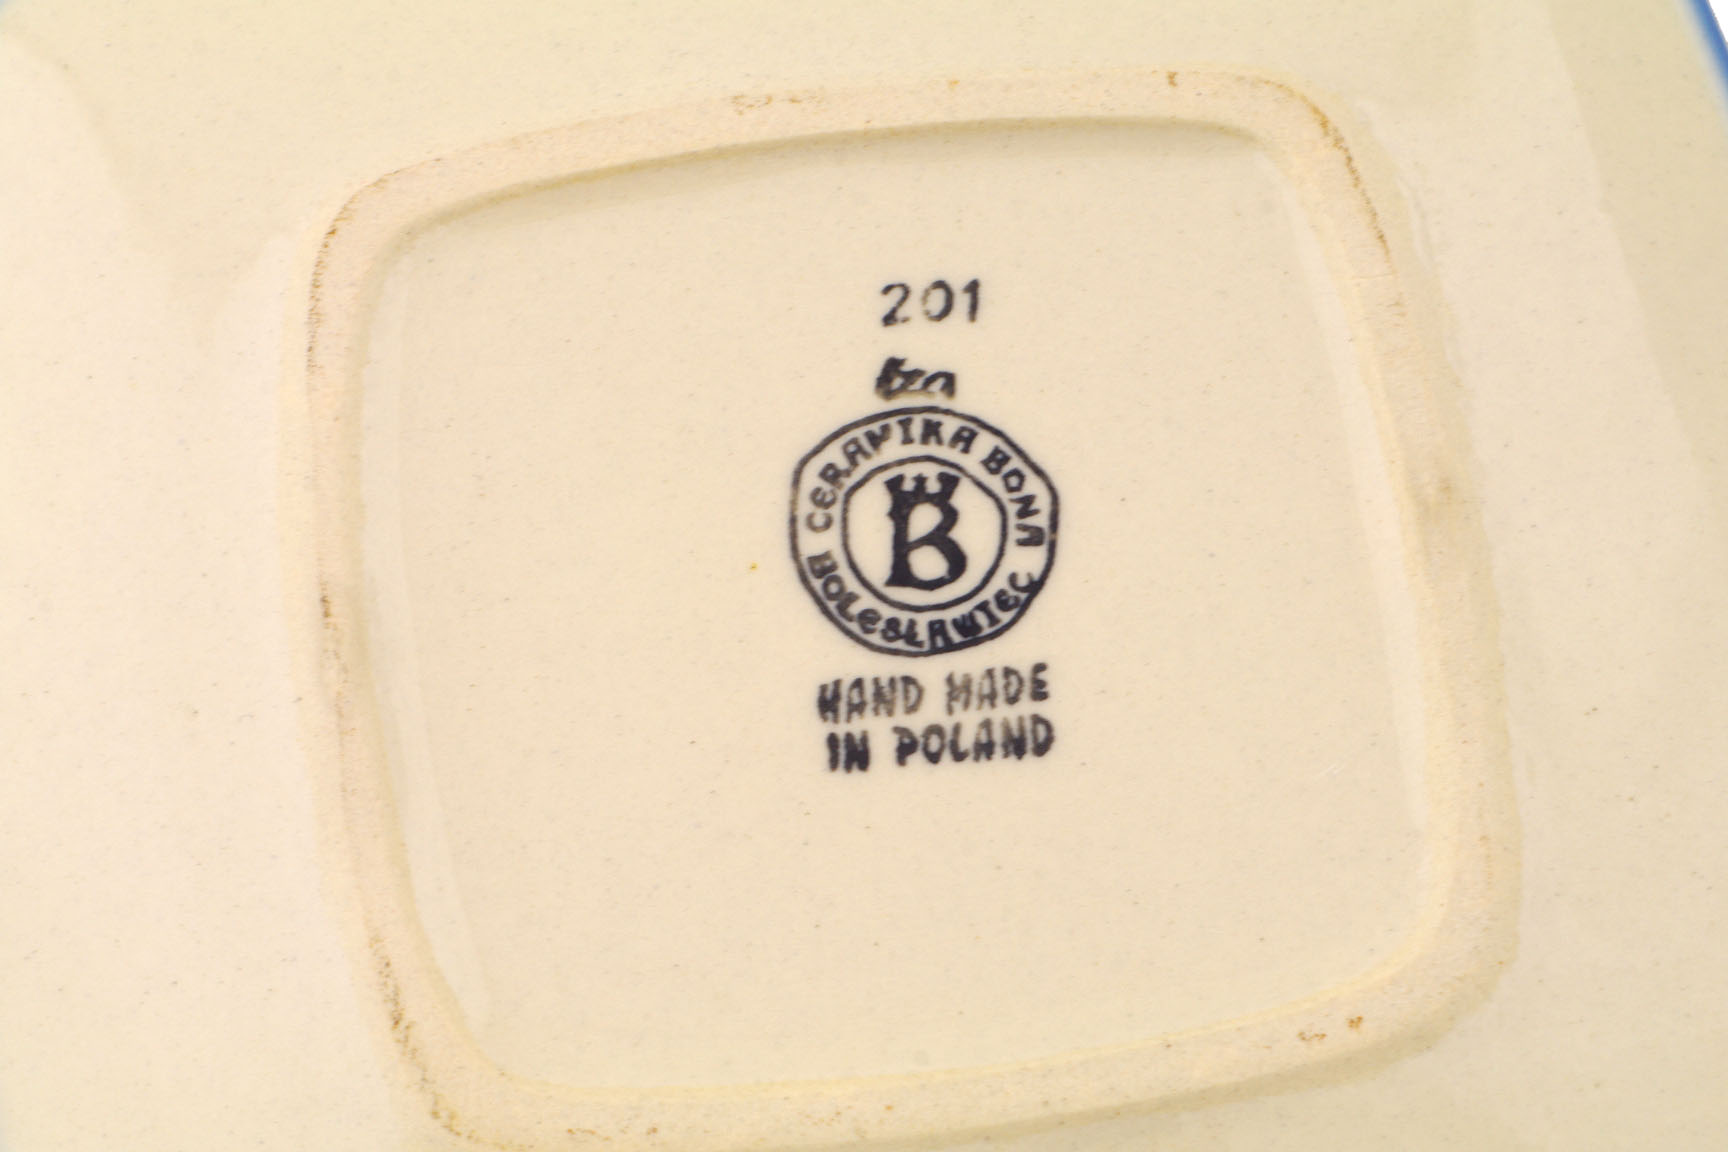 201
CERAMIKA BONA
B
BOLESŁAWIEC
HAND MADE
IN POLAND